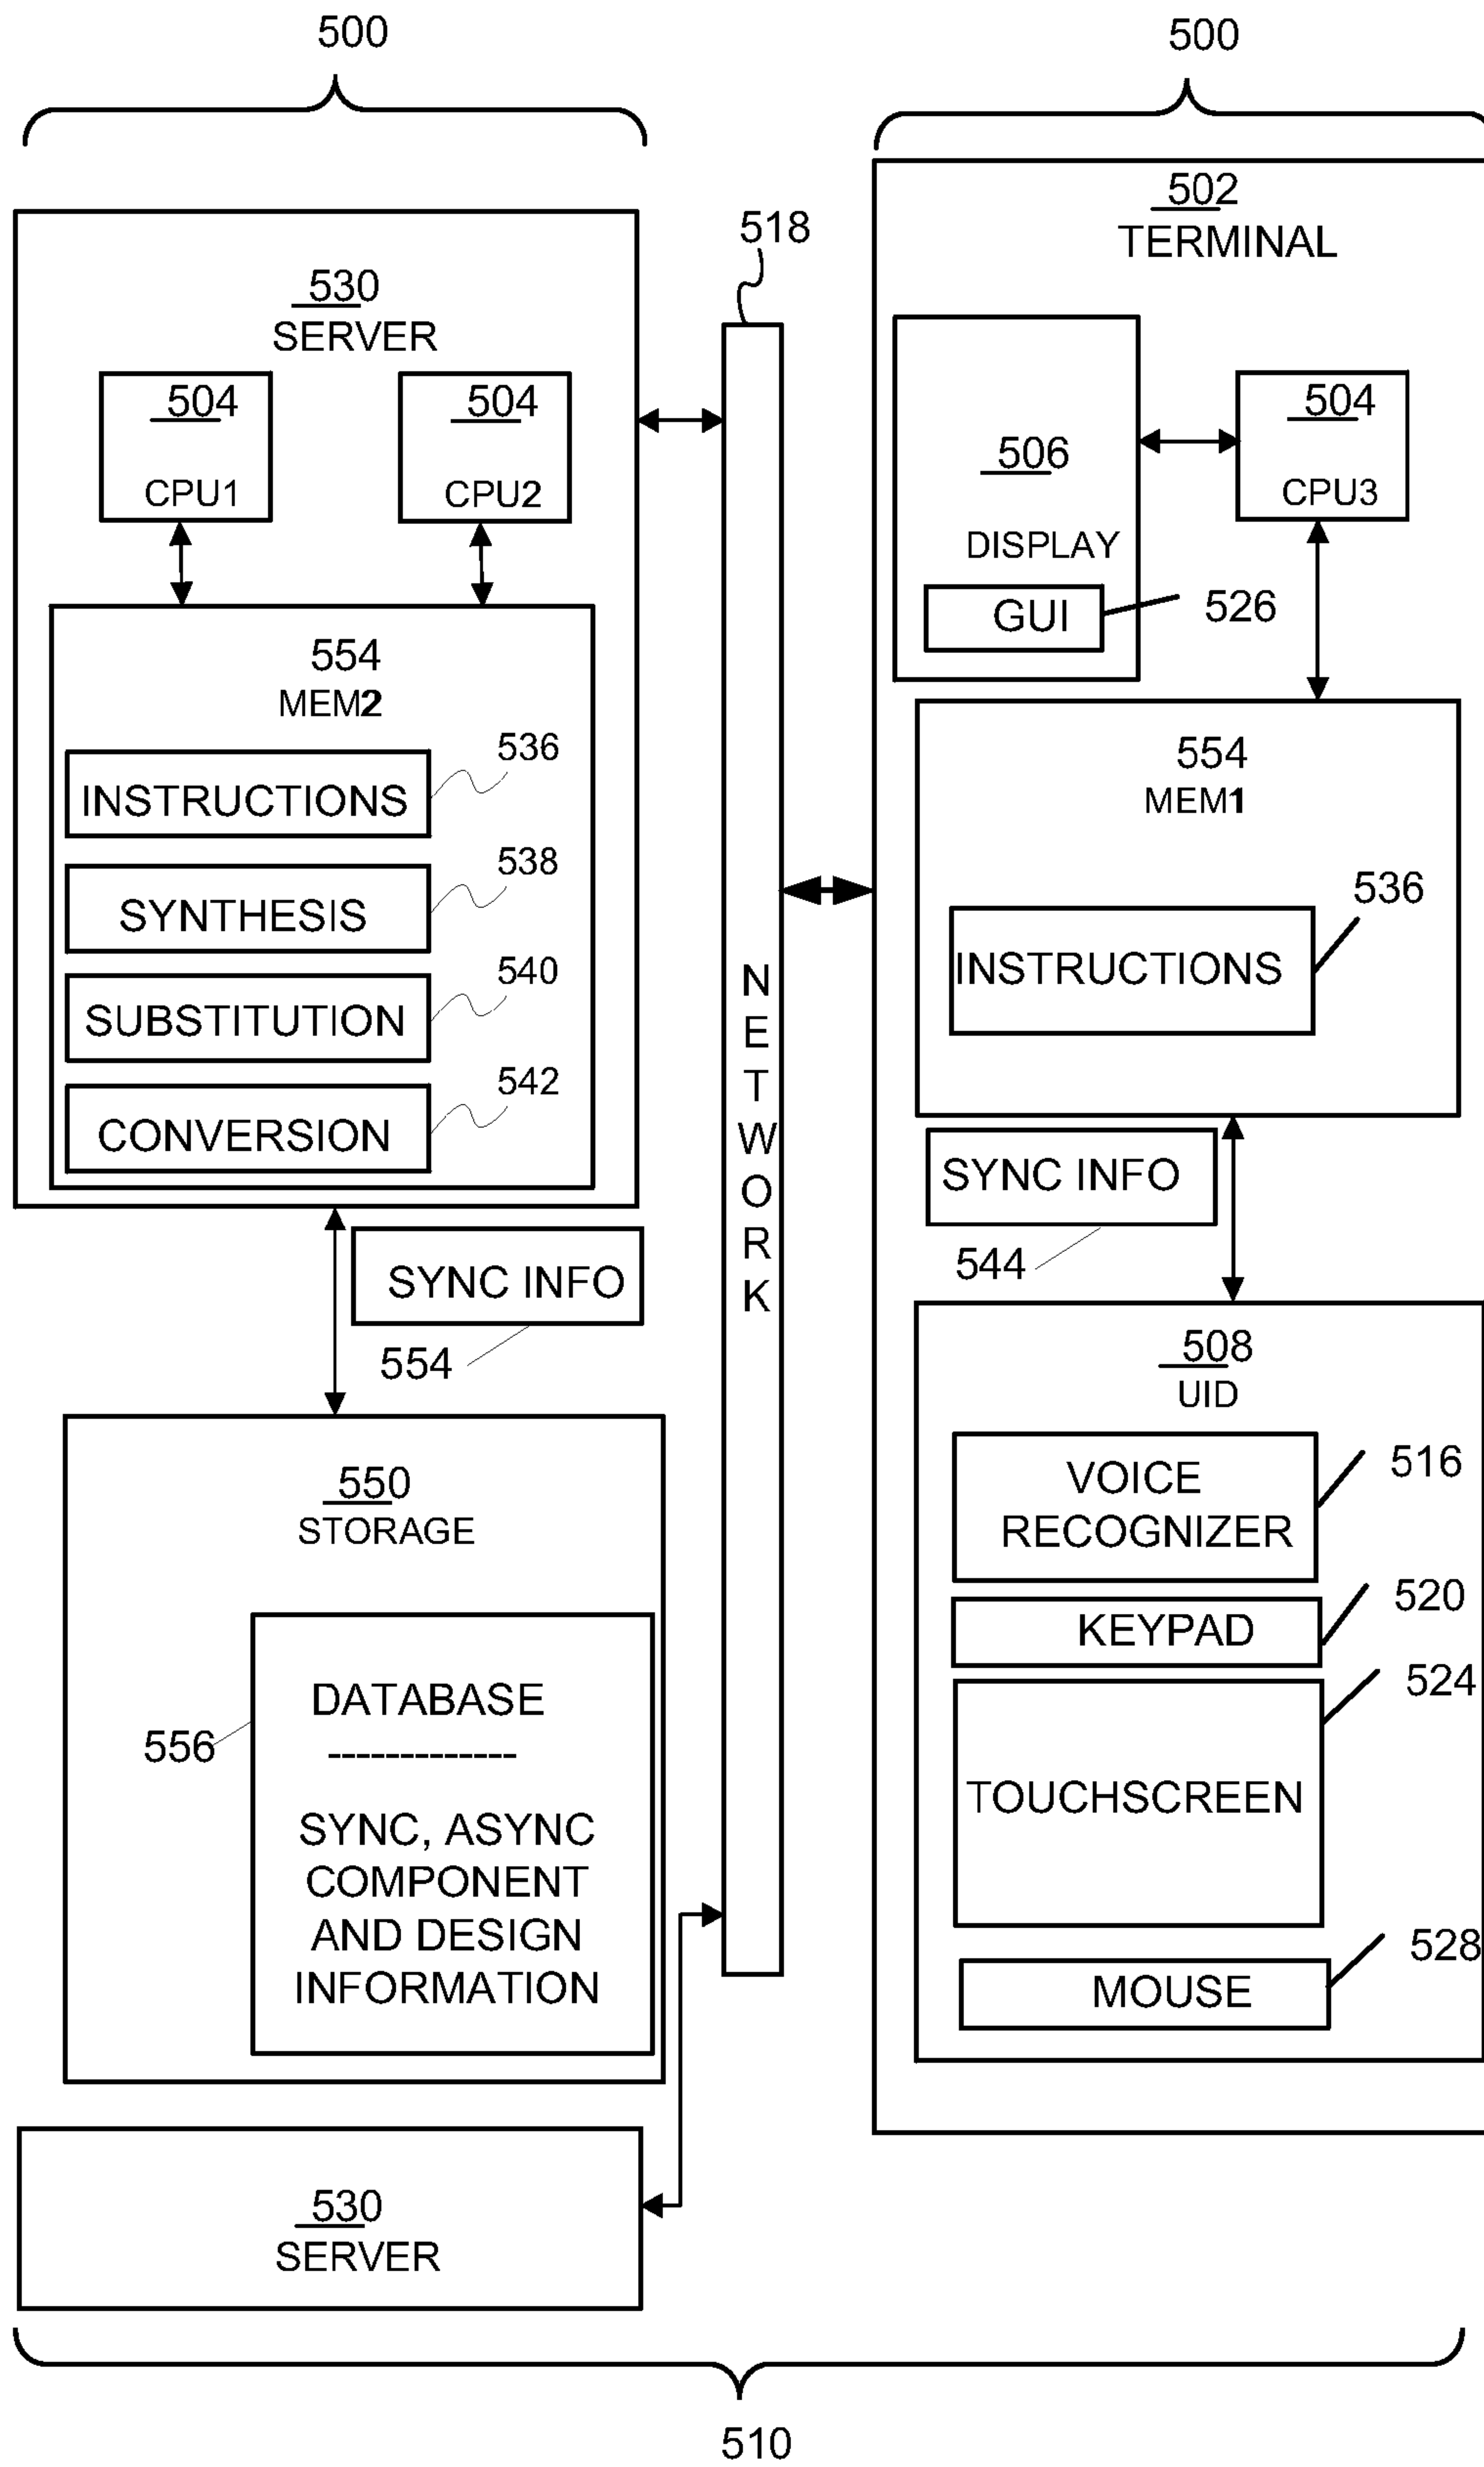 500
530
SERVER
504
CPU1
504
CPU2
554
MEM2
INSTRUCTIONS
536
SYNTHESIS
538
SUBSTITUTION
540
CONVERSION
542
SYNC INFO
554
550
STORAGE
556
DATABASE
-------------
SYNC, ASYNC
COMPONENT
AND DESIGN
INFORMATION
530
SERVER
518
N
E
T
W
O
R
K
500
502
TERMINAL
506
DISPLAY
GUI
526
504
CPU3
554
MEM1
INSTRUCTIONS
536
SYNC INFO
544
508
UID
VOICE
RECOGNIZER
516
KEYPAD
520
TOUCHSCREEN
524
MOUSE
528
510